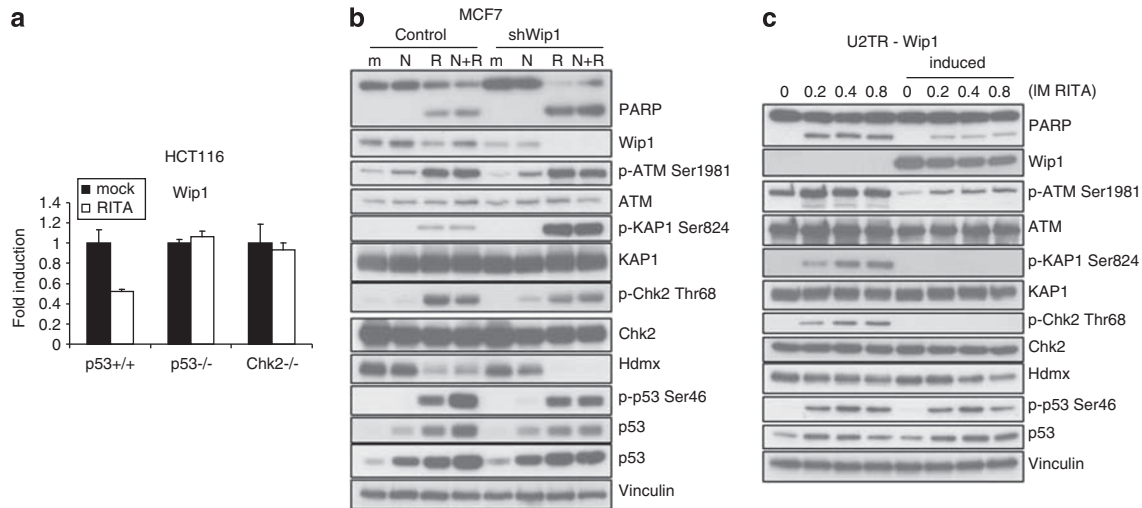 a
HCT116
Wip1
mock
RITA
Fold induction
1.4
1.2
1
0.8
0.6
0.4
0.2
0
p53+/+ p53-/- Chk2-/-
b
MCF7
Control shWip1
m N R N+R m N R N+R
PARP
Wip1
p-ATM Ser1981
ATM
p-KAP1 Ser824
KAP1
p-Chk2 Thr68
Chk2
Hdmx
p-p53 Ser46
p53
p53
Vinculin
c
U2TR - Wip1
induced
0 0.2 0.4 0.8 0 0.2 0.4 0.8 (IM RITA)
PARP
Wip1
p-ATM Ser1981
ATM
p-KAP1 Ser824
KAP1
p-Chk2 Thr68
Chk2
Hdmx
p-p53 Ser46
p53
Vinculin